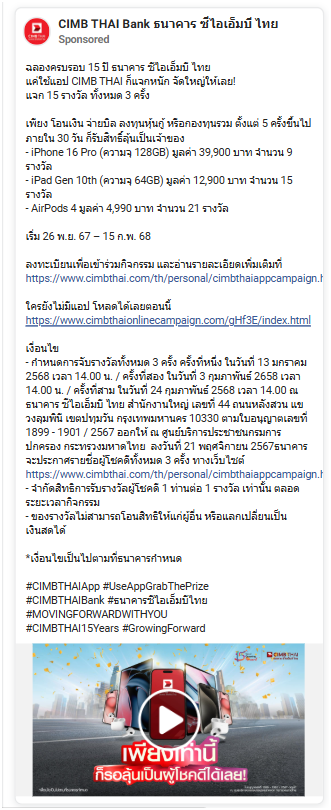 CIMB THAI Bank ธนาคาร ซีไอเอ็มบี ไทย
Sponsored
ฉลองครบรอบ 15 ปี ธนาคาร ซีไอเอ็มบี ไทย
แค่ใช้แอป CIMB THAI ก็แจกหนัก จัดใหญ่ให้เลย!
แจก 15 รางวัล ทั้งหมด 3 ครั้ง
เพียง โอนเงิน จ่ายบิล ลงทุนหุ้นกู้ หรือกองทุนรวม ตั้งแต่ 5 ครั้งขึ้นไป
ภายใน 30 วัน ก็รับสิทธิ์ลุ้นเป็นเจ้าของ
- iPhone 16 Pro (ความจุ 128GB) มูลค่า 39,900 บาท จำนวน 9
รางวัล
- iPad Gen 10th (ความจุ 64GB) มูลค่า 12,900 บาท จำนวน 15
รางวัล
- AirPods 4 มูลค่า 4,990 บาท จำนวน 21 รางวัล
เริ่ม 26 พ.ย. 67 – 15 ก.พ. 68
ลงทะเบียนเพื่อเข้าร่วมกิจกรรม และอ่านรายละเอียดเพิ่มเติมที่
https://www.cimbthai.com/th/personal/cimbthaiappcampaign.h
ใครยังไม่มีแอป โหลดได้เลยตอนนี้
https://www.cimbthaionlinecampaign.com/gHf3E/index.html
เงื่อนไข
- กำหนดการจับรางวัลทั้งหมด 3 ครั้ง ครั้งที่หนึ่ง ในวันที่ 13 มกราคม
2568 เวลา 14.00 น. / ครั้งที่สอง ในวันที่ 3 กุมภาพันธ์ 2658 เวลา
14.00 น. / ครั้งที่สาม ในวันที่ 24 กุมภาพันธ์ 2568 เวลา 14.00 น. ณ
ธนาคาร ซีไอเอ็มบี ไทย สำนักงานใหญ่ เลขที่ 44 ถนนหลังสวน แข
วงลุมพินี เขตปทุมวัน กรุงเทพมหานคร 10330 ตามใบอนุญาตเลขที่
1899 - 1901 / 2567 ออกให้ ณ ศูนย์บริการประชาชนกรมการ
ปกครอง กระทรวงมหาดไทย ลงวันที่ 21 พฤศจิกายน 2567ธนาคาร
จะประกาศรายชื่อผู้โชคดีทั้งหมด 3 ครั้ง ทางเว็บไซต์
https://www.cimbthai.com/th/personal/cimbthaiappcampaign.h
- จำกัดสิทธิการรับรางวัลผู้โชคดี 1 ท่านต่อ 1 รางวัล เท่านั้น ตลอด
ระยะเวลากิจกรรม
- ของรางวัลไม่สามารถโอนสิทธิให้แก่ผู้อื่น หรือแลกเปลี่ยนเป็น
เงินสดได้
*เงื่อนไขเป็นไปตามที่ธนาคารกำหนด
#CIMBTHAIApp #UseAppGrabThePrize
#CIMBTHAIBank #ธนาคารซีไอเอ็มบีไทย
#MOVINGFORWARDWITHYOU
#CIMBTHAI15Years #GrowingForward
CIMB THAI
เพียงเท่านี้
ก็รอลุ้นเป็นผู้โชคดีได้เลย!